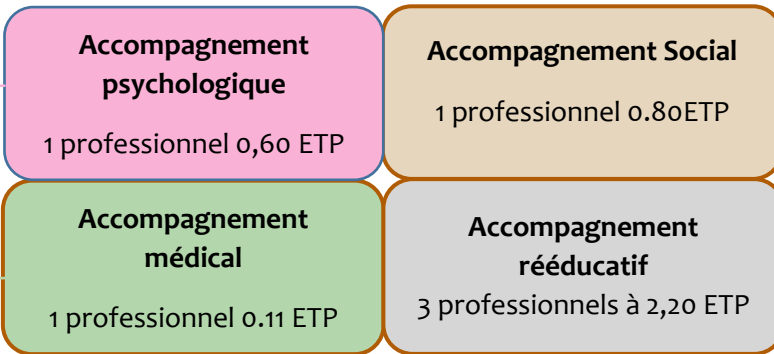 Accompagnement
psychologique
1 professionnel 0,60 ETP
Accompagnement Social
1 professionnel 0.80ETP
Accompagnement
médical
1 professionnel 0.11 ETP
Accompagnement
rééducatif
3 professionnels à 2,20 ETP